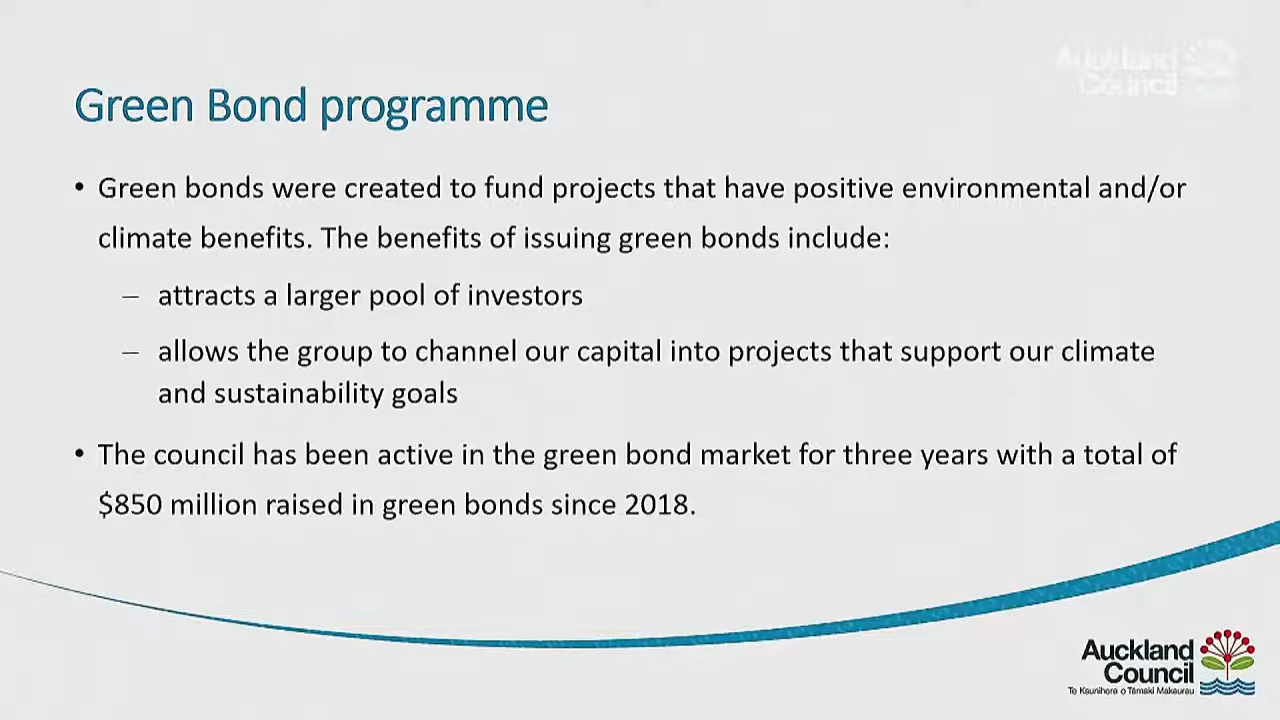 Auckland
Council
Green Bond programme
• Green bonds were created to fund projects that have positive environmental and/or
climate benefits. The benefits of issuing green bonds include:
– attracts a larger pool of investors
– allows the group to channel our capital into projects that support our climate
and sustainability goals
• The council has been active in the green bond market for three years with a total of
$850 million raised in green bonds since 2018.
Auckland
Council
Te Kaunihera o Tāmaki Makaurau